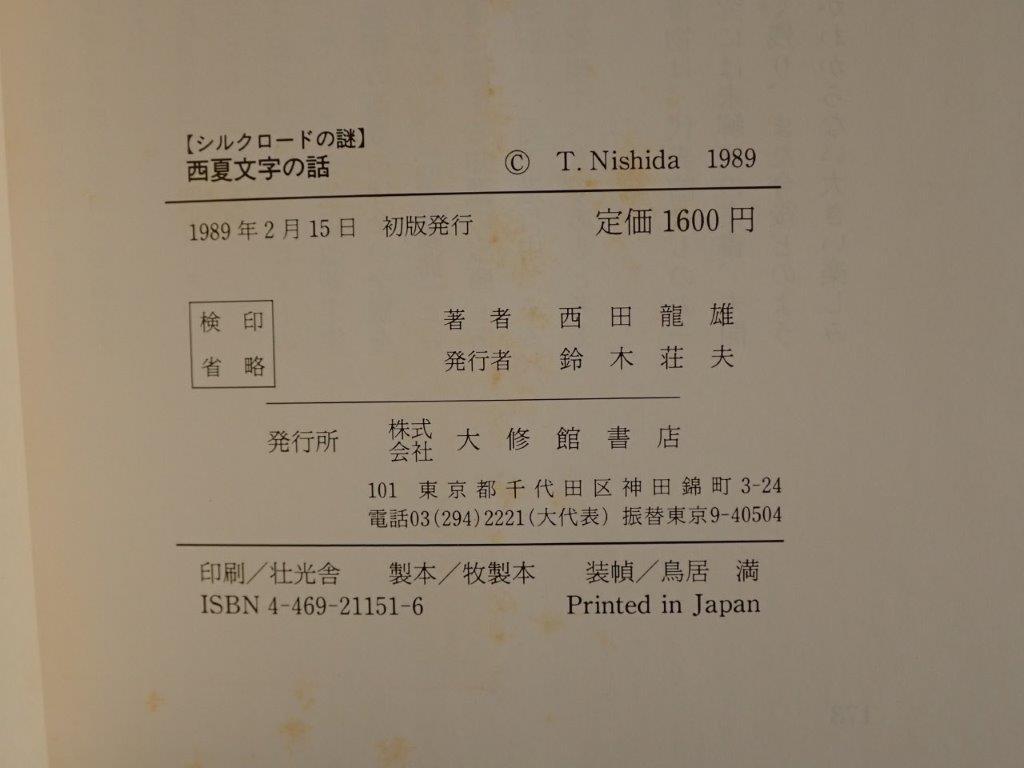 【シルクロードの謎】
西夏文字の話
© T. Nishida 1989
1989年2月15日 初版発行 定価1600円
検印
省略
著者 西田龍雄
発行者 鈴木荘夫
発行所 株式会社 大修館書店
101 東京都千代田区神田錦町3-24
電話03(294)2221(大代表) 振替東京9-40504
印刷/壮光舎 製本/牧製本 装幀/鳥居 満
ISBN 4-469-21151-6 Printed in Japan